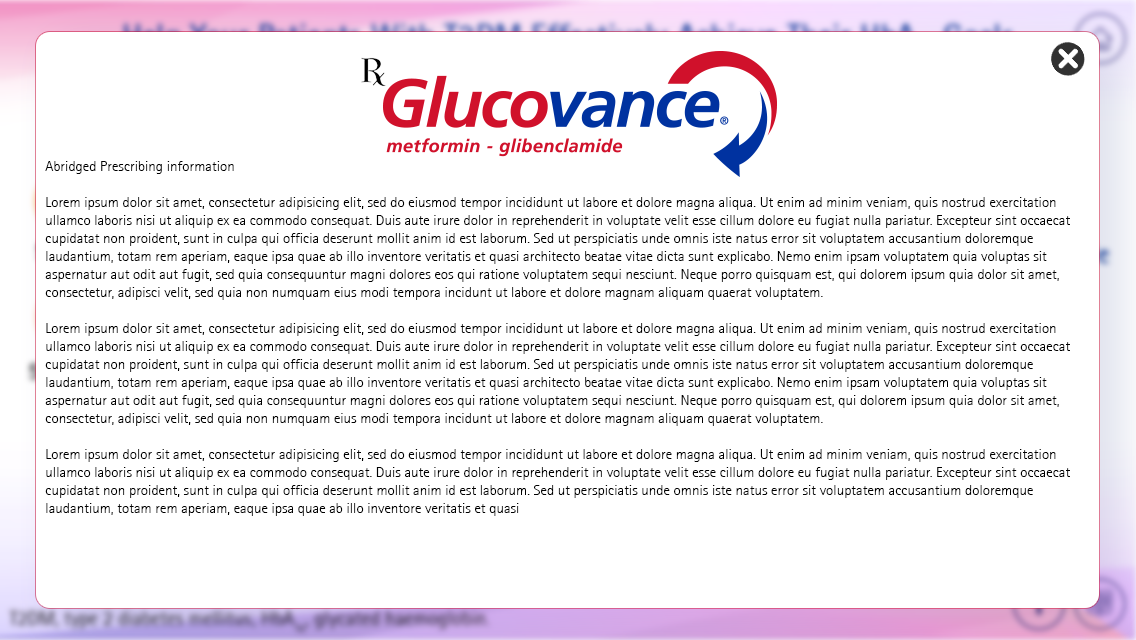 Help Your Patients With T2DM Effectively Achieve Their HbA Goals
Rx
Glucovance®
metformin - glibenclamide
Abridged Prescribing information
Lorem ipsum dolor sit amet, consectetur adipisicing elit, sed do eiusmod tempor incididunt ut labore et dolore magna aliqua. Ut enim ad minim veniam, quis nostrud exercitation
ullamco laboris nisi ut aliquip ex ea commodo consequat. Duis aute irure dolor in reprehenderit in voluptate velit esse cillum dolore eu fugiat nulla pariatur. Excepteur sint occaecat
cupidatat non proident, sunt in culpa qui officia deserunt mollit anim id est laborum. Sed ut perspiciatis unde omnis iste natus error sit voluptatem accusantium doloremque
laudantium, totam rem aperiam, eaque ipsa quae ab illo inventore veritatis et quasi architecto beatae vitae dicta sunt explicabo. Nemo enim ipsam voluptatem quia voluptas sit
aspernatur aut odit aut fugit, sed quia consequuntur magni dolores eos qui ratione voluptatem sequi nesciunt. Neque porro quisquam est, qui dolorem ipsum quia dolor sit amet,
consectetur, adipisci velit, sed quia non numquam eius modi tempora incidunt ut labore et dolore magnam aliquam quaerat voluptatem.
Lorem ipsum dolor sit amet, consectetur adipisicing elit, sed do eiusmod tempor incididunt ut labore et dolore magna aliqua. Ut enim ad minim veniam, quis nostrud exercitation
ullamco laboris nisi ut aliquip ex ea commodo consequat. Duis aute irure dolor in reprehenderit in voluptate velit esse cillum dolore eu fugiat nulla pariatur. Excepteur sint occaecat
cupidatat non proident, sunt in culpa qui officia deserunt mollit anim id est laborum. Sed ut perspiciatis unde omnis iste natus error sit voluptatem accusantium doloremque
laudantium, totam rem aperiam, eaque ipsa quae ab illo inventore veritatis et quasi architecto beatae vitae dicta sunt explicabo. Nemo enim ipsam voluptatem quia voluptas sit
aspernatur aut odit aut fugit, sed quia consequuntur magni dolores eos qui ratione voluptatem sequi nesciunt. Neque porro quisquam est, qui dolorem ipsum quia dolor sit amet,
consectetur, adipisci velit, sed quia non numquam eius modi tempora incidunt ut labore et dolore magnam aliquam quaerat voluptatem.
Lorem ipsum dolor sit amet, consectetur adipisicing elit, sed do eiusmod tempor incididunt ut labore et dolore magna aliqua. Ut enim ad minim veniam, quis nostrud exercitation
ullamco laboris nisi ut aliquip ex ea commodo consequat. Duis aute irure dolor in reprehenderit in voluptate velit esse cillum dolore eu fugiat nulla pariatur. Excepteur sint occaecat
cupidatat non proident, sunt in culpa qui officia deserunt mollit anim id est laborum. Sed ut perspiciatis unde omnis iste natus error sit voluptatem accusantium doloremque
laudantium, totam rem aperiam, eaque ipsa quae ab illo inventore veritatis et quasi
T2DM, type 2 diabetes mellitus; HbA glycated haemoglobin